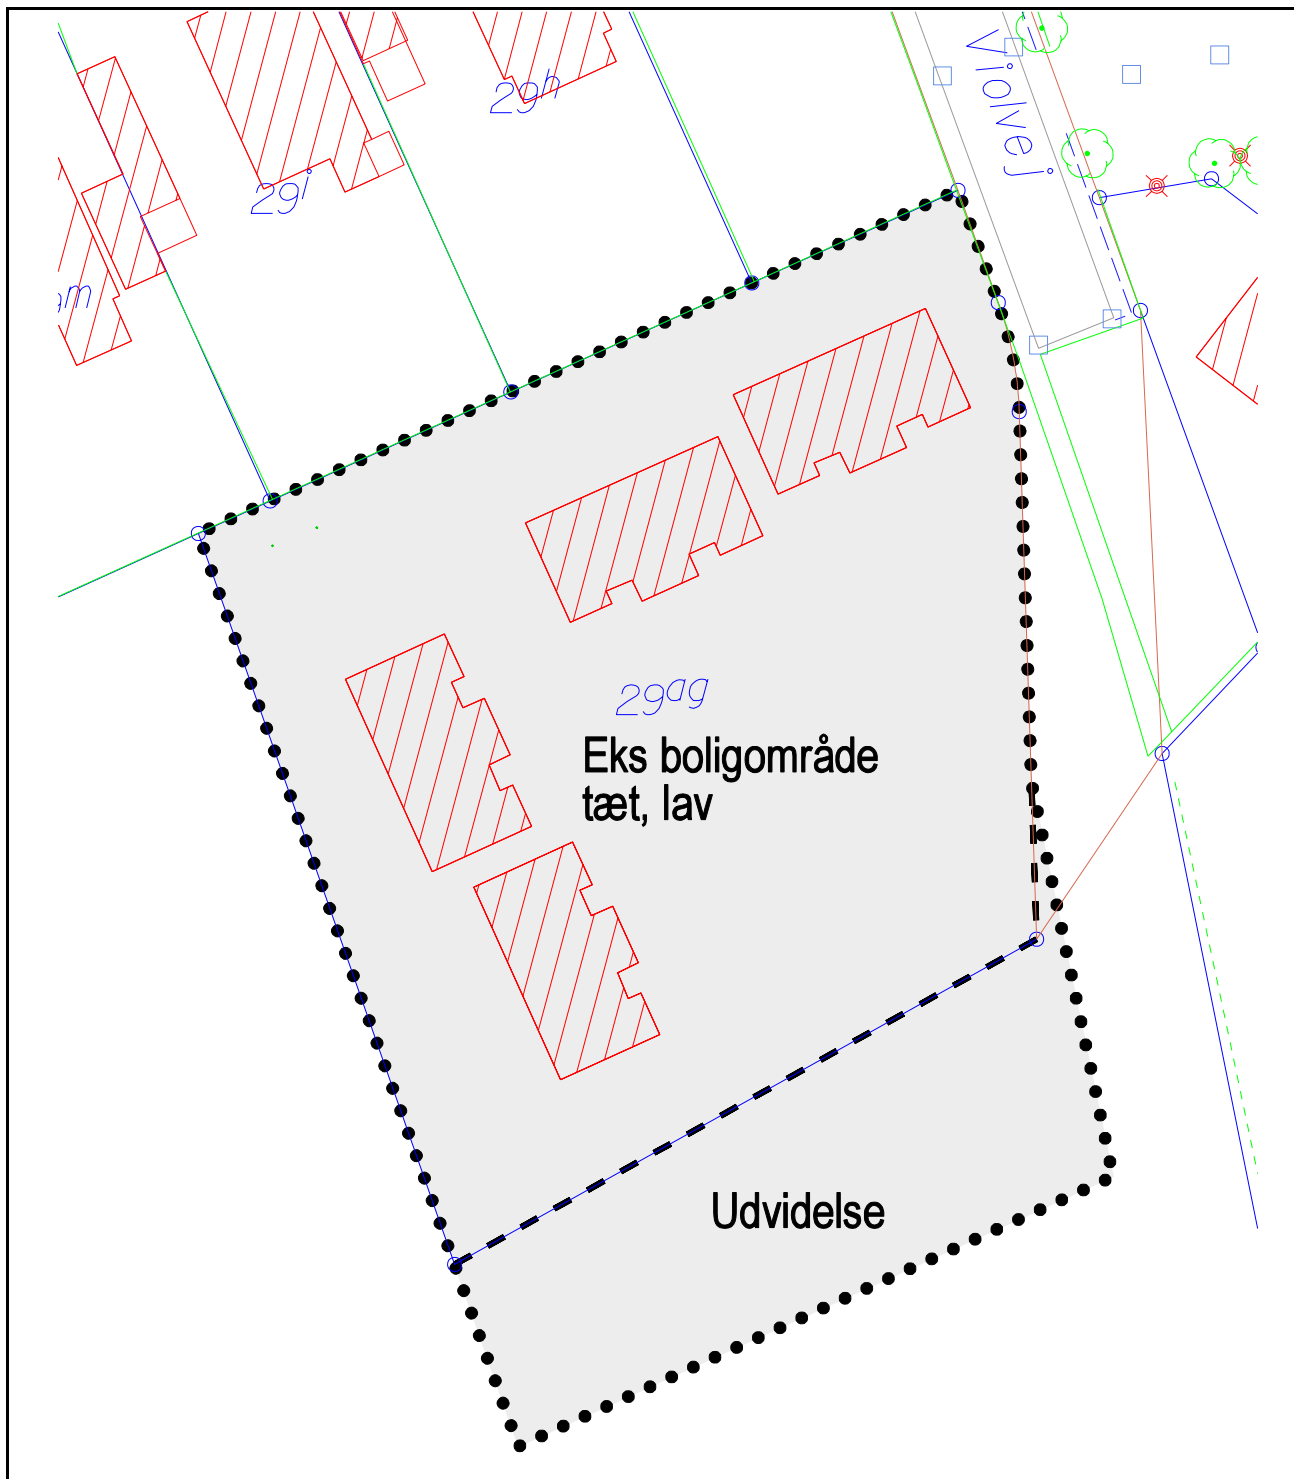 29h
Violvej
29i
29ag
Eks boligområde
tæt, lav
Udvidelse